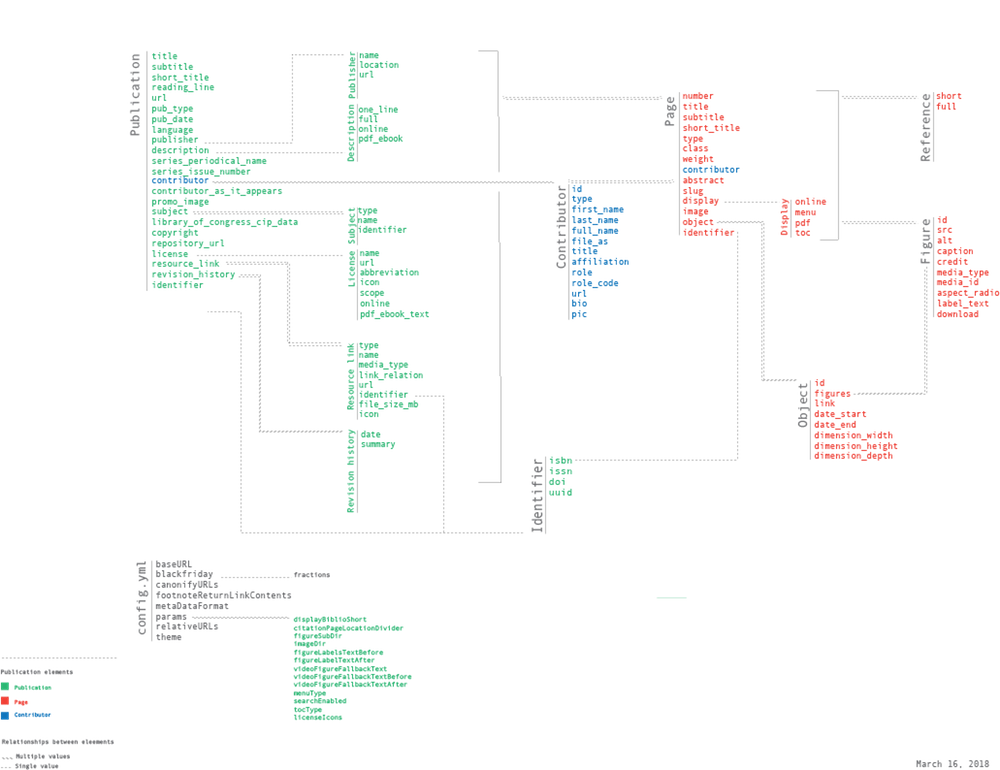 Publication
title
subtitle
short_title
reading_line
url
pub_type
pub_date
language
publisher
description
series_periodical_name
series_issue_number
contributor
contributor_as_it_appears
promo_image
subject
library_of_congress_cip_data
copyright
repository_url
license
resource_link
revision_history
identifier
Publisher
name
location
url
Description
one_line
full
online
pdf_ebook
Subject
type
name
identifier
License
name
url
abbreviation
icon
scope
online
pdf_ebook_text
Resource link
type
name
media_type
link_relation
url
identifier
file_size_mb
icon
Revision history
date
summary
Contributor
id
type
first_name
last_name
full_name
file_as
title
affiliation
role
role_code
url
bio
pic
Page
number
title
subtitle
short_title
type
class
weight
contributor
abstract
slug
display
image
object
identifier
Display
online
menu
pdf
toc
Reference
short
full
Figure
id
src
alt
caption
credit
media_type
media_id
aspect_radio
label_text
download
Object
id
figures
link
date_start
date_end
dimension_width
dimension_height
dimension_depth
Identifier
isbn
issn
doi
uuid
config.yml
baseURL
blackfriday
canonifyURLs
footnoteReturnLinkContents
metaDataFormat
params
relativeURLs
theme
fractions
displayBiblioShort
citationPageLocationDivider
figureSubDir
imageDir
figureLabelsTextBefore
figureLabelTextAfter
videoFigureFallbackText
videoFigureFallbackTextBefore
videoFigureFallbackTextAfter
menuType
searchEnabled
tocType
licenseIcons
Publication elements
Publication
Page
Contributor
Relationships between eleements
... Multiple values
... Single value
March 16, 2018